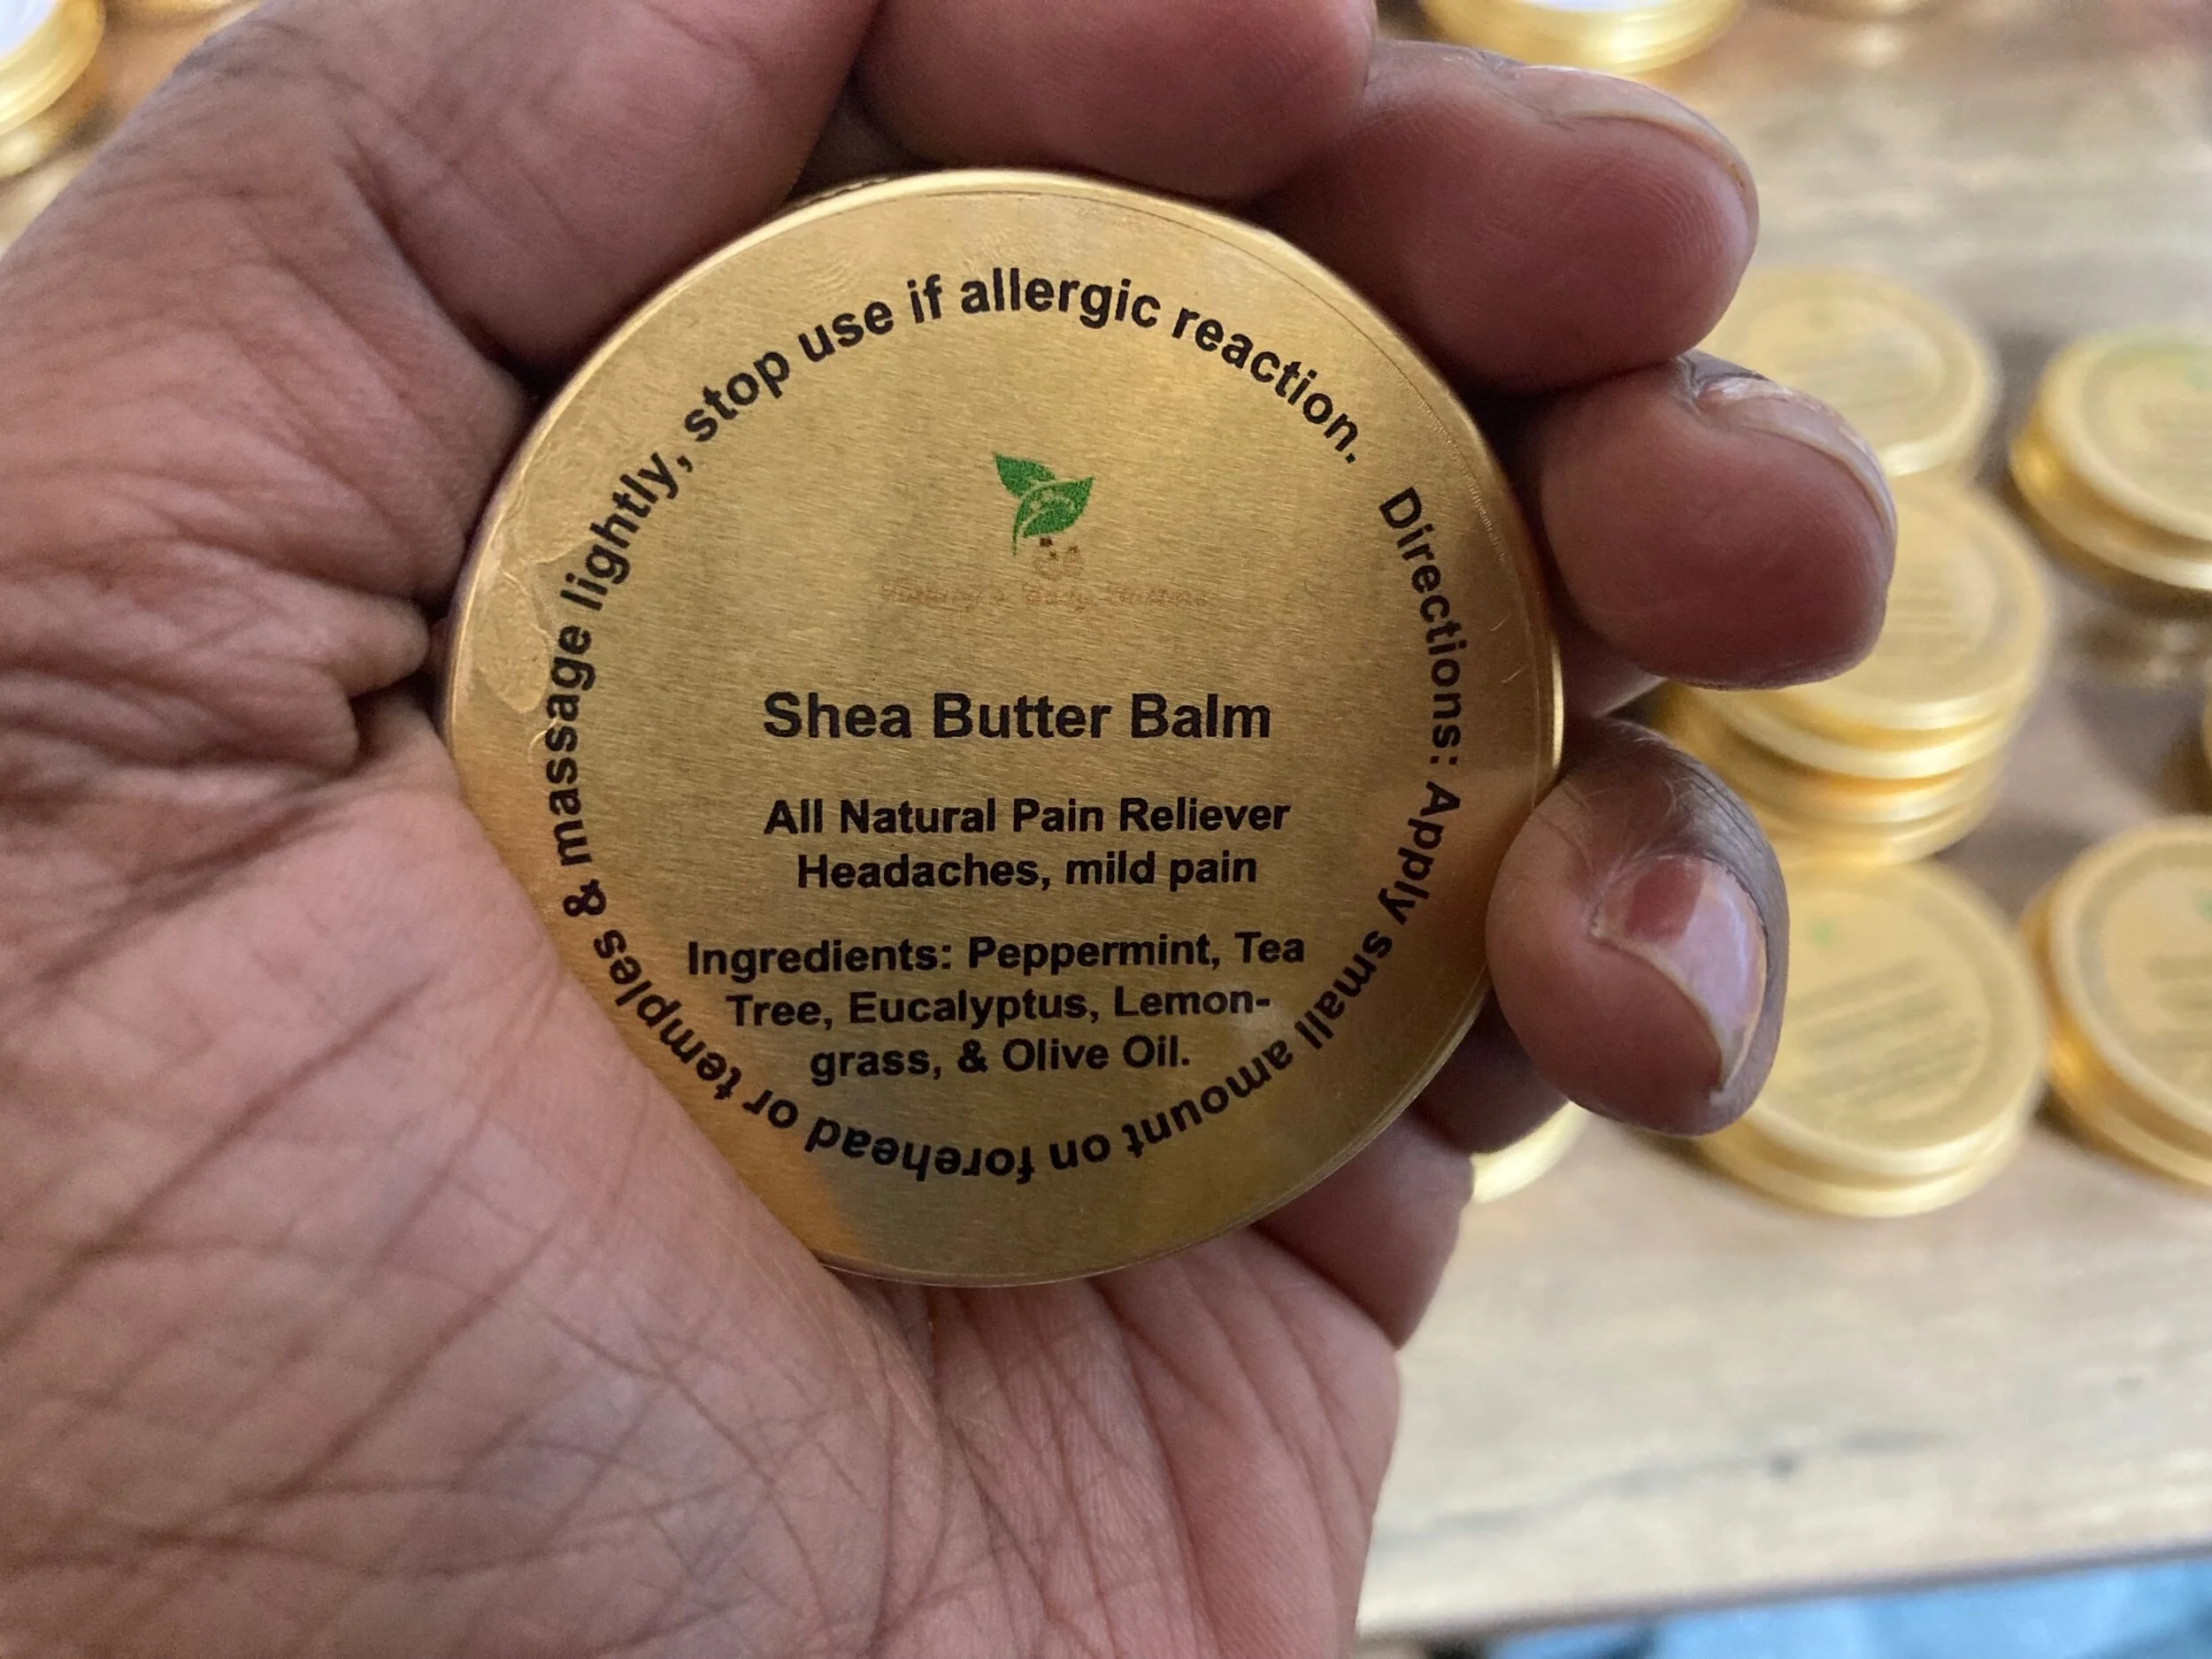 Shea Butter Balm
All Natural Pain Reliever
Headaches, mild pain
Ingredients: Peppermint, Tea
Tree, Eucalyptus, Lemon-
grass, & Olive Oil.
Directions: Apply small amount on forehead or temples & massage lightly, stop use if allergic reaction.